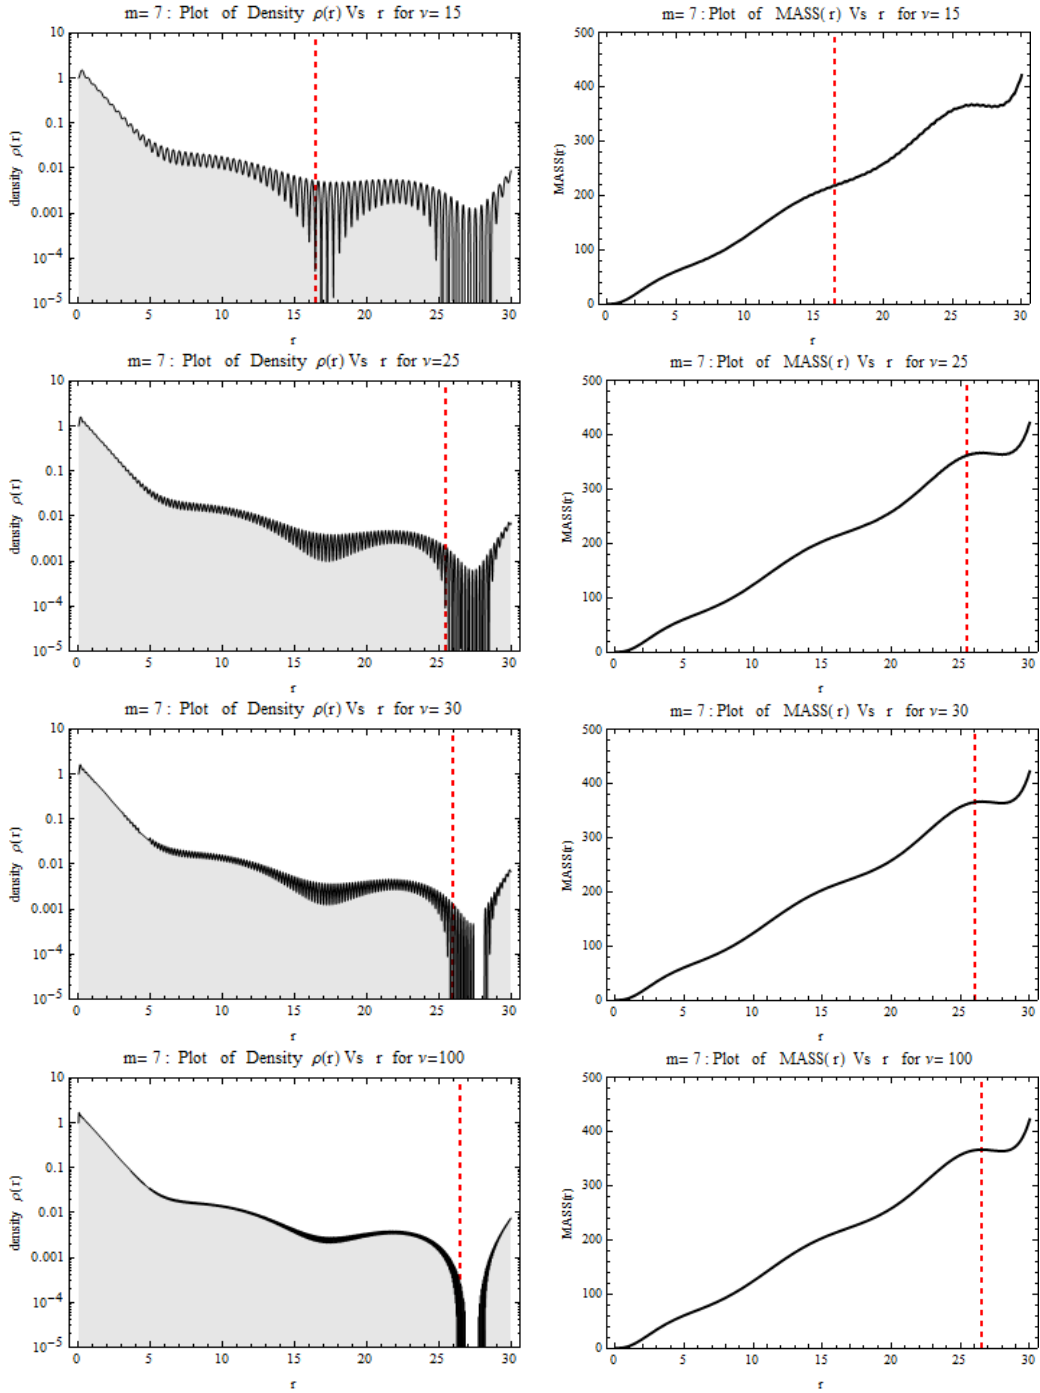 m= 7 : Plot of Density ρ(r) Vs r for ν= 15
10
1
0.1
0.01
0.001
10⁻⁴
10⁻⁵
density ρ(r)
0 5 10 15 20 25 30
r
m= 7 : Plot of MASS( r) Vs r for ν= 15
500
400
300
200
100
0
MASS(r)
0 5 10 15 20 25 30
r
m= 7 : Plot of Density ρ(r) Vs r for ν=25
10
1
0.1
0.01
0.001
10⁻⁴
10⁻⁵
density ρ(r)
0 5 10 15 20 25 30
r
m= 7 : Plot of MASS( r) Vs r for ν= 25
500
400
300
200
100
0
MASS(r)
0 5 10 15 20 25 30
r
m= 7 : Plot of Density ρ(r) Vs r for ν= 30
10
1
0.1
0.01
0.001
10⁻⁴
10⁻⁵
density ρ(r)
0 5 10 15 20 25 30
r
m= 7 : Plot of MASS( r) Vs r for ν= 30
500
400
300
200
100
0
MASS(r)
0 5 10 15 20 25 30
r
m= 7 : Plot of Density ρ(r) Vs r for ν=100
10
1
0.1
0.01
0.001
10⁻⁴
10⁻⁵
density ρ(r)
0 5 10 15 20 25 30
r
m= 7 : Plot of MASS( r) Vs r for ν= 100
500
400
300
200
100
0
MASS(r)
0 5 10 15 20 25 30
r